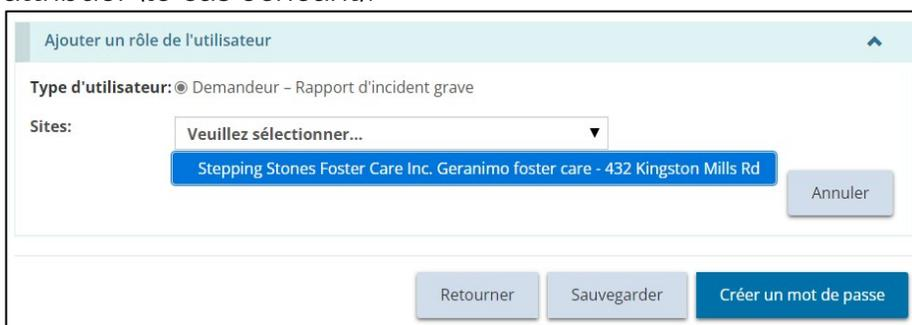 Ajouter un rôle de l'utilisateur
Type d'utilisateur: Demandeur – Rapport d'incident grave
Sites: Veuillez sélectionner...
Stepping Stones Foster Care Inc. Geranimo foster care - 432 Kingston Mills Rd
Annuler
Retourner Sauvegarder Créer un mot de passe